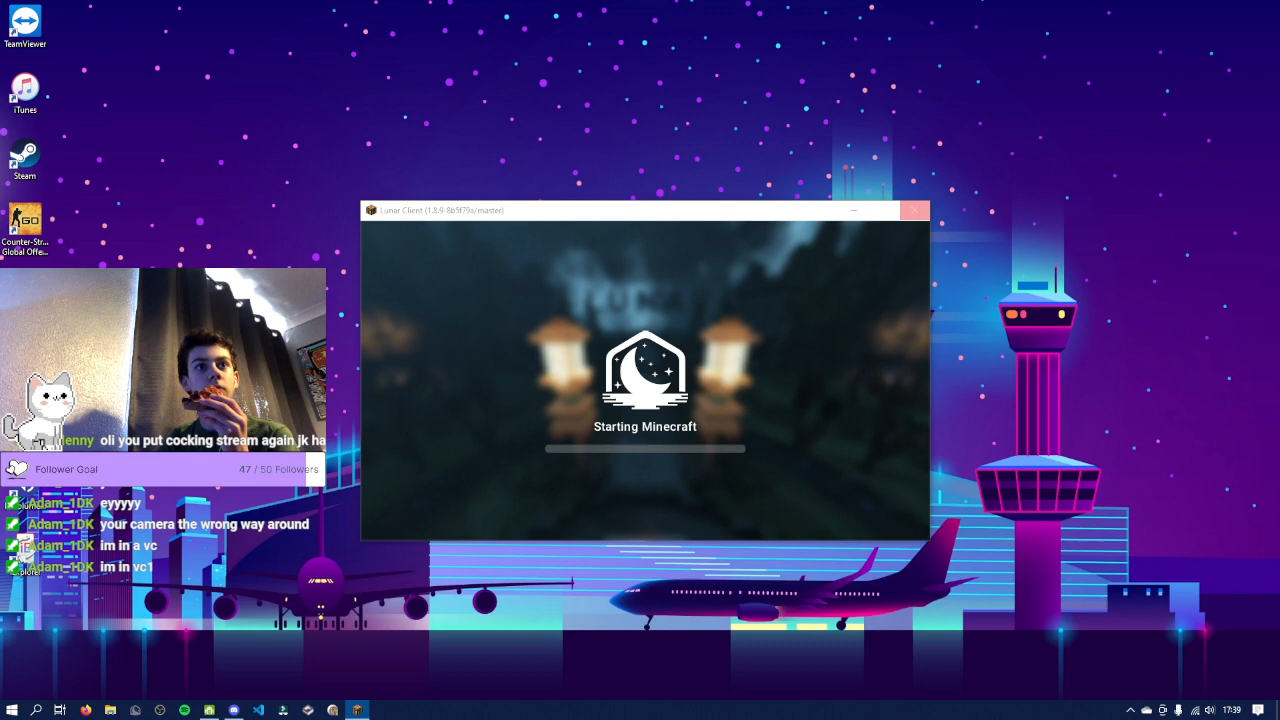 TeamViewer
iTunes
Steam
GO
Counter-Str...
Global Offe...
Lunar Client (1.8.9-8b5f79a/master)
Starting Minecraft
enny oli you put cocking stream again jk ha
Follower Goal 47 / 50 Followers
Adam_1DK eyyyyy
Adam_1DK your camera the wrong way around
Adam_1DK im in a vc
Adam_1DK im in vc1
17:39